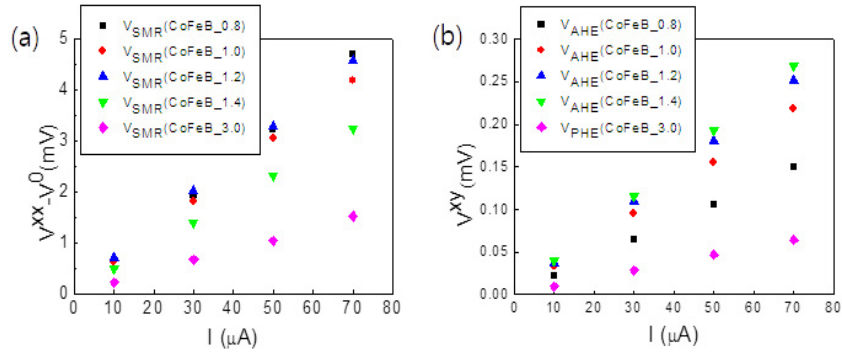 (a)
V_SMR(CoFeB_0.8)
V_SMR(CoFeB_1.0)
V_SMR(CoFeB_1.2)
V_SMR(CoFeB_1.4)
V_SMR(CoFeB_3.0)
5
4
3
2
1
0
V^xx-V^0(mV)
0 10 20 30 40 50 60 70 80
I (μA)
(b)
V_AHE(CoFeB_0.8)
V_AHE(CoFeB_1.0)
V_AHE(CoFeB_1.2)
V_AHE(CoFeB_1.4)
V_PHE(CoFeB_3.0)
0.30
0.25
0.20
0.15
0.10
0.05
0.00
V^xy(mV)
0 10 20 30 40 50 60 70 80
I (μA)